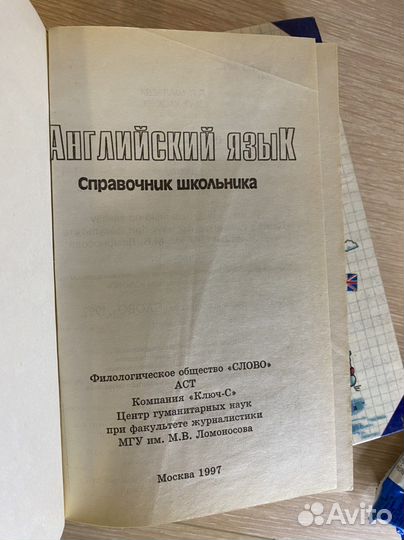 Английский язык
Справочник школьника
Филологическое общество «СЛОВО»
АСТ
Компания «Ключ-С»
Центр гуманитарных наук
при факультете журналистики
МГУ им. М.В. Ломоносова
Москва 1997
Avito